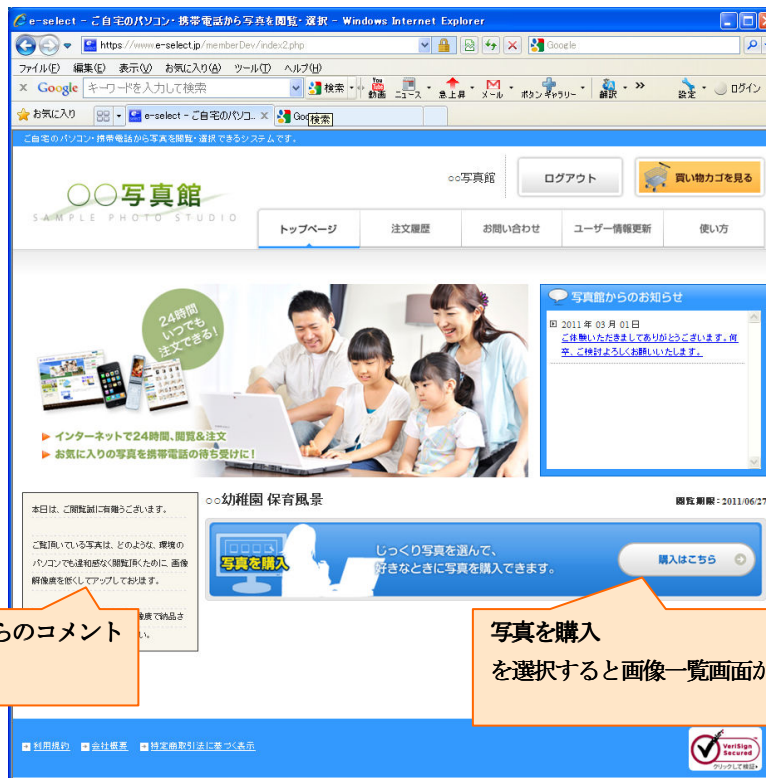 e-select - ご自宅のパソコン・携帯電話から写真を閲覧・選択 - Windows Internet Explorer
https://www.e-select.jp/memberDev/index2.php
Google
ファイル(F) 編集(E) 表示(V) お気に入り(A) ツール(T) ヘルプ(H)
x Google キーワードを入力して検索 検索 You 動画 ニュース 急上昇 メール ボタン ギャラリー 翻訳 » 設定 ログイン
お気に入り e-select - ご自宅のパソコ... X Goo 検索
ご自宅のパソコン・携帯電話から写真を閲覧・選択できるシステムです。
○○写真館 ログアウト 買い物カゴを見る
○○写真館
SAMPLE PHOTO STUDIO
トップページ 注文履歴 お問い合わせ ユーザー情報更新 使い方
24時間
いつでも
注文できる!
インターネットで24時間、閲覧&注文
お気に入りの写真を携帯電話の待ち受けに!
写真館からのお知らせ
2011 年 03 月 01 日
ご体験いただきましてありがとうございます。何
卒、ご検討よろしくお願いいたします。
○○幼稚園 保育風景 閲覧期限:2011/06/27
本日は、ご閲覧誠に有難うございます。
ご覧頂いている写真は、どのような、環境の
パソコンでも違和感なく閲覧頂くために 画像
解像度を低くしてアップしております。
像度で納品さ
い。
写真を購入
じっくり写真を選んで、
好きなときに写真を購入できます。
購入はこちら
らのコメント
写真を購入
を選択すると画像一覧画面が
利用規約 会社概要 特定商取引法に基づく表示
VeriSign
Secured
クリックして確認